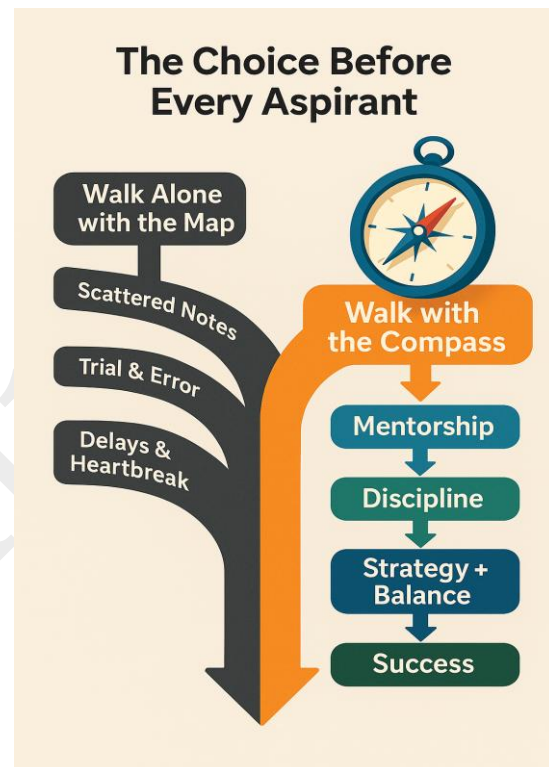 The Choice Before
Every Aspirant
Walk Alone
with the Map
Scattered Notes
Trial & Error
Delays &
Heartbreak
Walk with
the Compass
Mentorship
Discipline
Strategy +
Balance
Success